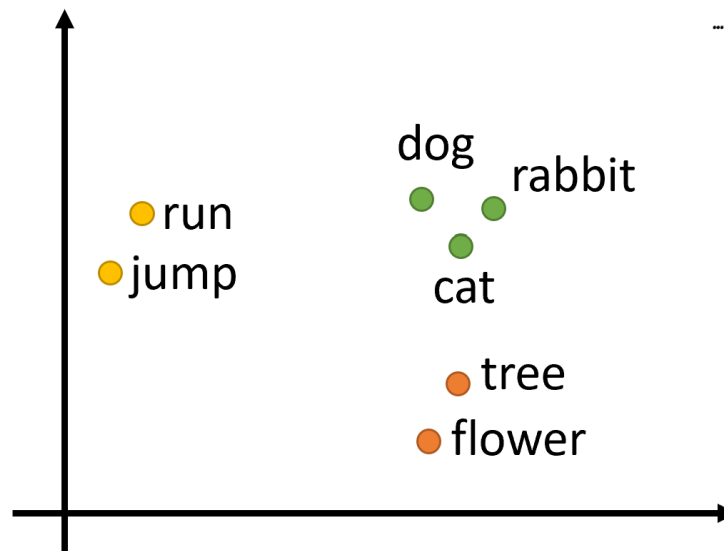 ...
dog
rabbit
run
jump
cat
tree
flower